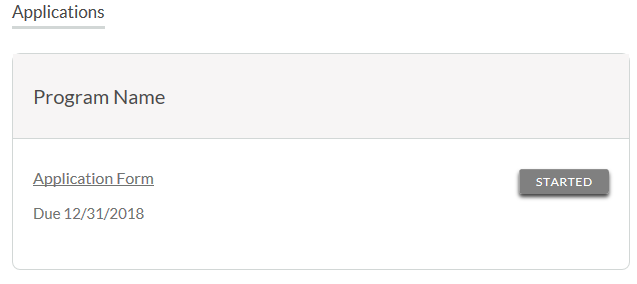 Applications
Program Name
Application Form
STARTED
Due 12/31/2018